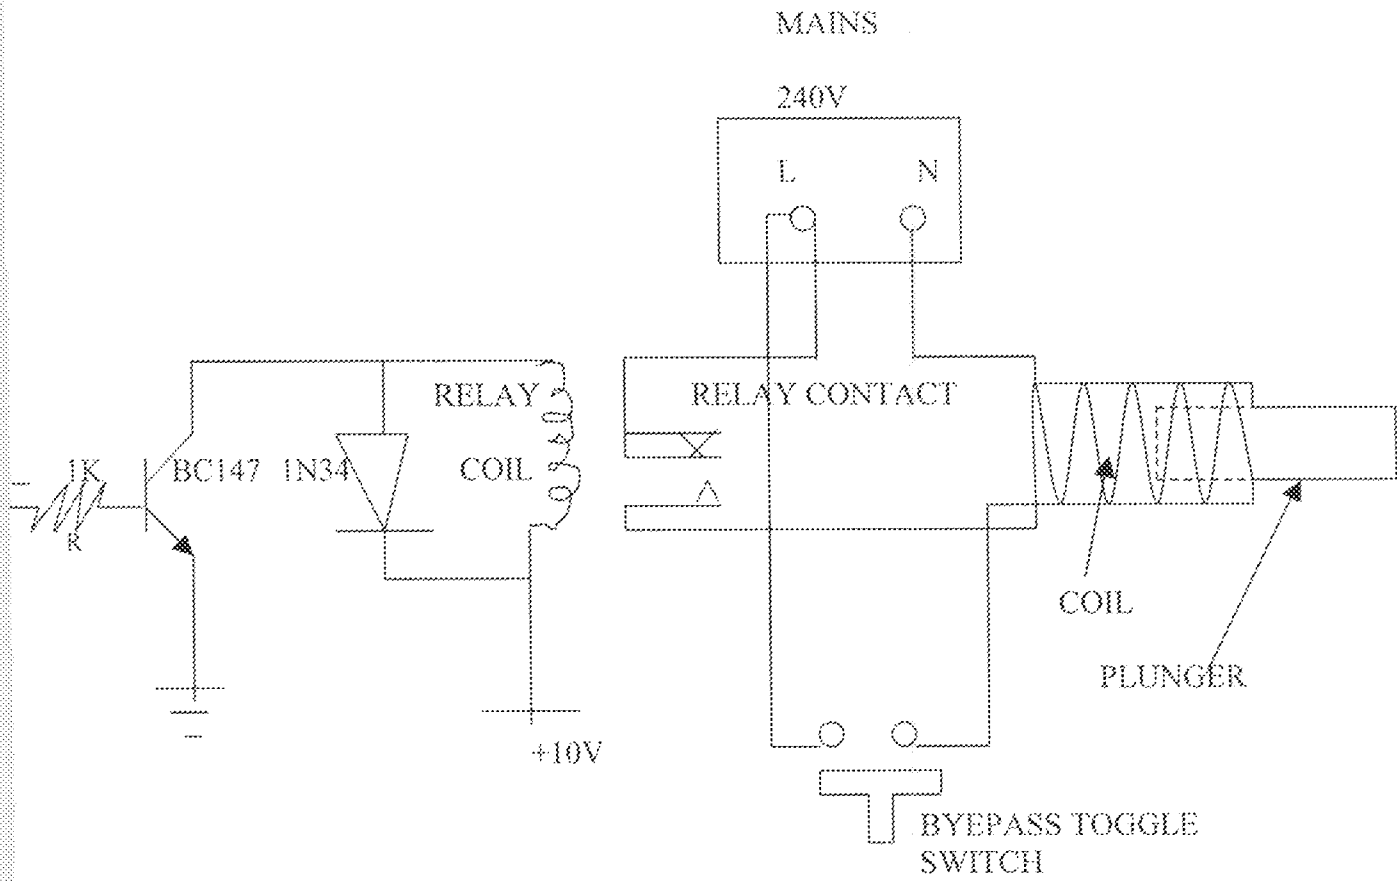 MAINS
240V
L N
RELAY
RELAY CONTACT
1K
BC147
1N34
COIL
R
COIL
PLUNGER
+10V
BYEPASS TOGGLE
SWITCH